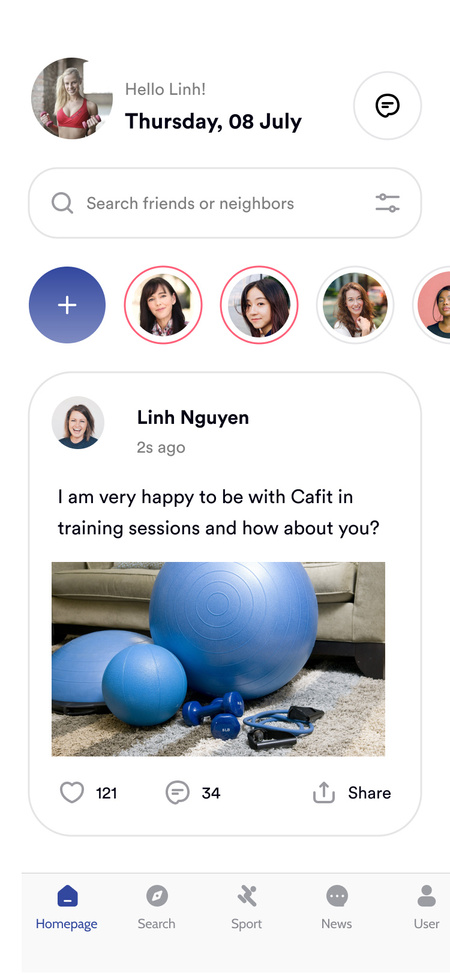 Hello Linh!
Thursday, 08 July
Search friends or neighbors
Linh Nguyen
2s ago
I am very happy to be with Cafit in
training sessions and how about you?
121
34
Share
Homepage
Search
Sport
News
User